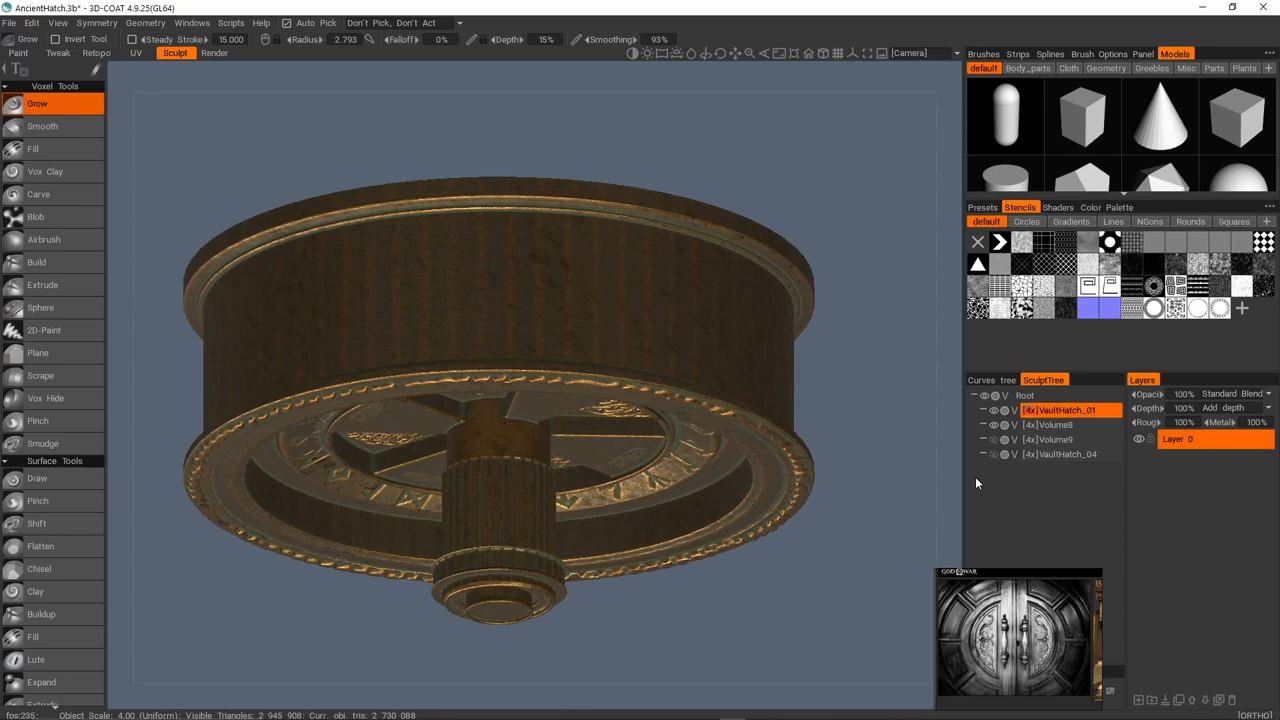 AncientHatch.3b* - 3D-COAT 4.9.25(GL64)
File Edit View Symmetry Geometry Windows Scripts Help Auto Pick Don't Pick, Don't Act
Grow Invert Tool Steady Stroke 15.000 Radius 2.793 Falloff 0% Depth 15% Smoothing 93%
Paint Tweak Retopo UV Sculpt Render [Camera]
Brushes Strips Splines Brush Options Panel Models
default Body_parts Cloth Geometry Greebles Misc Parts Plants
Voxel Tools
Grow
Smooth
Fill
Vox Clay
Carve
Blob
Airbrush
Build
Extrude
Sphere
2D-Paint
Plane
Scrape
Vox Hide
Pinch
Smudge
Surface Tools
Draw
Pinch
Shift
Flatten
Chisel
Clay
Buildup
Fill
Lute
Expand
Presets Stencils Shaders Color Palette
default Circles Gradients Lines NGons Rounds Squares
Curves tree SculptTree
V Root
V [4x]VaultHatch_01
V [4x]Volume8
V [4x]Volume9
V [4x]VaultHatch_04
Layers
Opaci 100% Standard Blend
Depth 100% Add depth
Rough 100% Metal 100%
Layer 0
GOD OF WAR
fps:235; Object Scale: 4.00 (Uniform); Visible Triangles: 2 945 908; Curr. obj. tris: 2 730 088
[ORTHO]